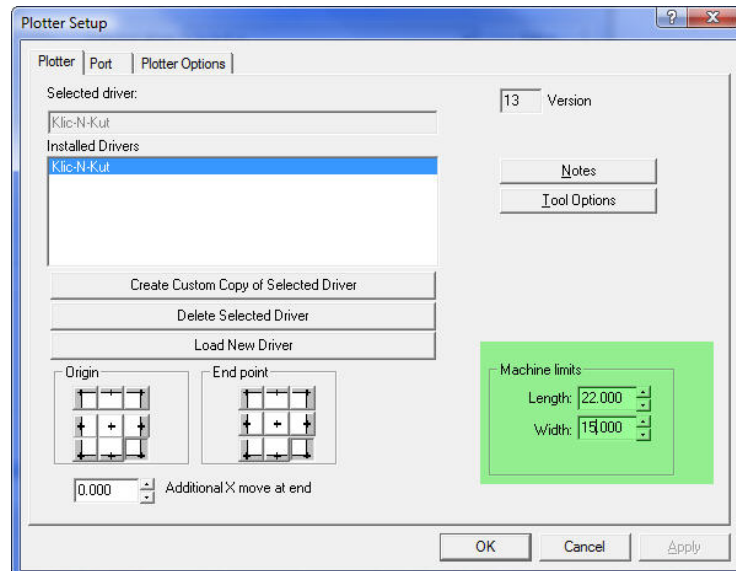 Plotter Setup
Plotter Port Plotter Options
Selected driver:
13 Version
Klic-N-Kut
Installed Drivers
Klic-N-Kut
Notes
Tool Options
Create Custom Copy of Selected Driver
Delete Selected Driver
Load New Driver
Origin End point
Machine limits
Length: 22.000
Width: 15.000
0.000 Additional X move at end
OK Cancel Apply